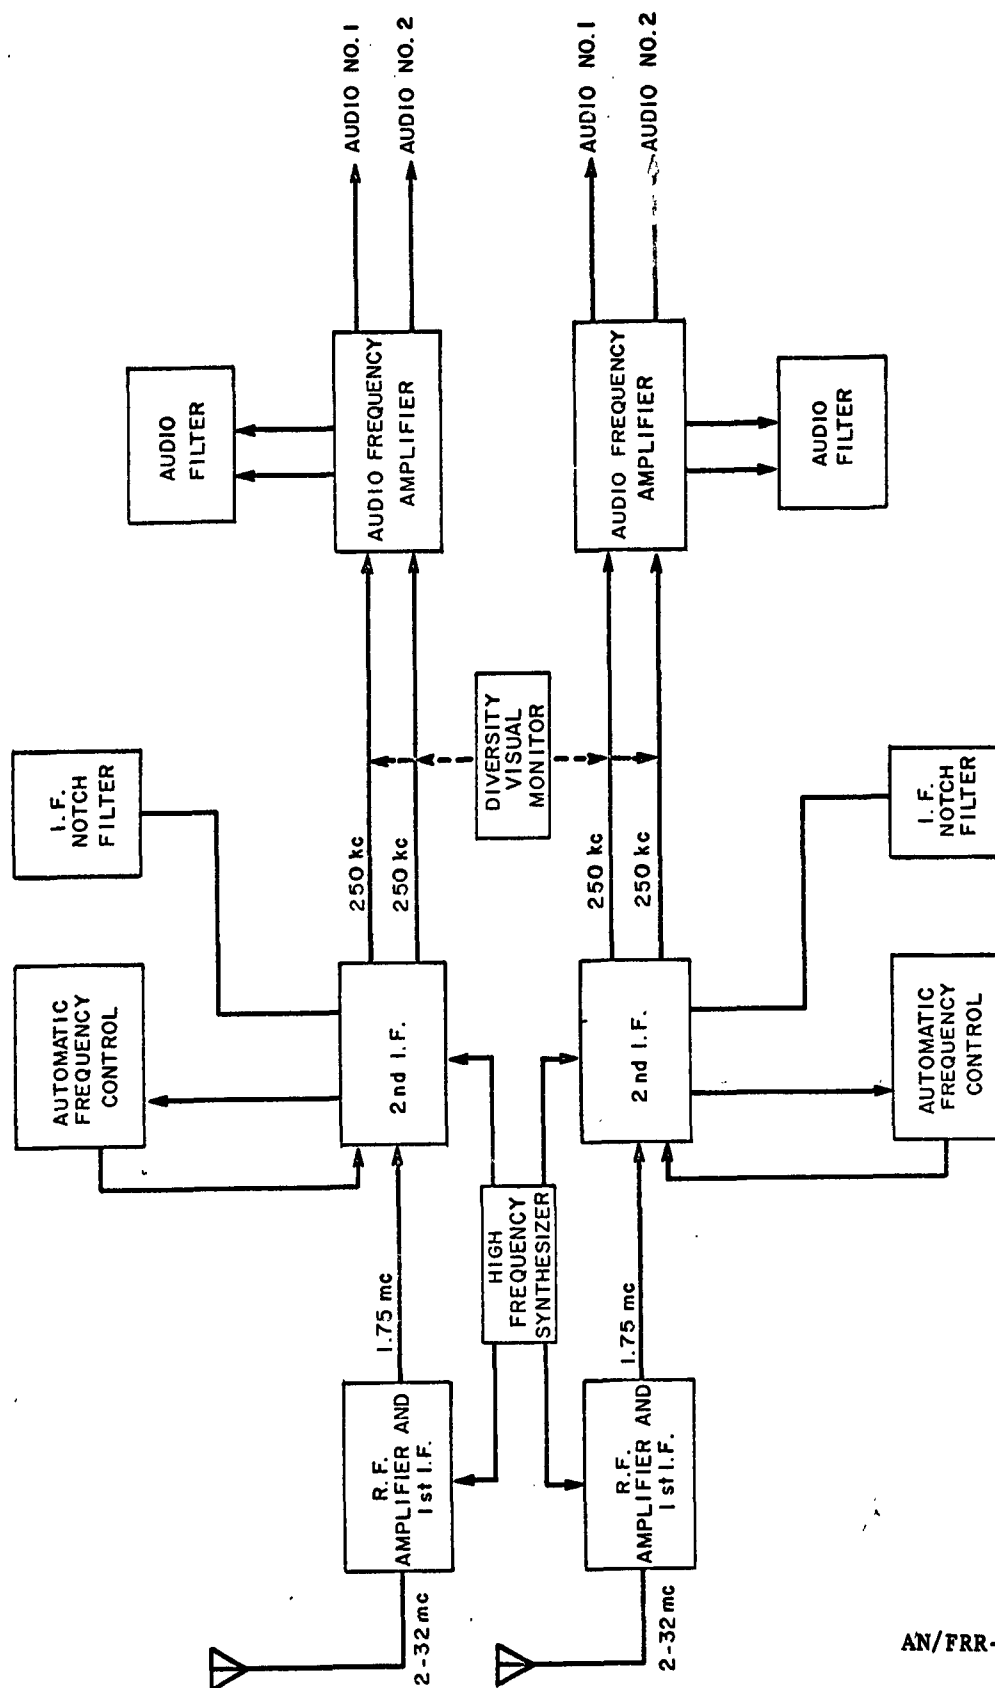 2-32 mc
R.F.
AMPLIFIER AND
1st I.F.
1.75 mc
AUTOMATIC
FREQUENCY
CONTROL
I.F.
NOTCH
FILTER
2nd I.F.
250 kc
250 kc
AUDIO
FILTER
AUDIO FREQUENCY
AMPLIFIER
AUDIO NO. 1
AUDIO NO. 2
HIGH
FREQUENCY
SYNTHESIZER
DIVERSITY
VISUAL
MONITOR
2-32 mc
R.F.
AMPLIFIER AND
1st I.F.
1.75 mc
2nd I.F.
250 kc
250 kc
AUDIO FREQUENCY
AMPLIFIER
AUDIO NO. 1
AUDIO NO. 2
AUTOMATIC
FREQUENCY
CONTROL
I.F.
NOTCH
FILTER
AUDIO
FILTER
AN/FRR-